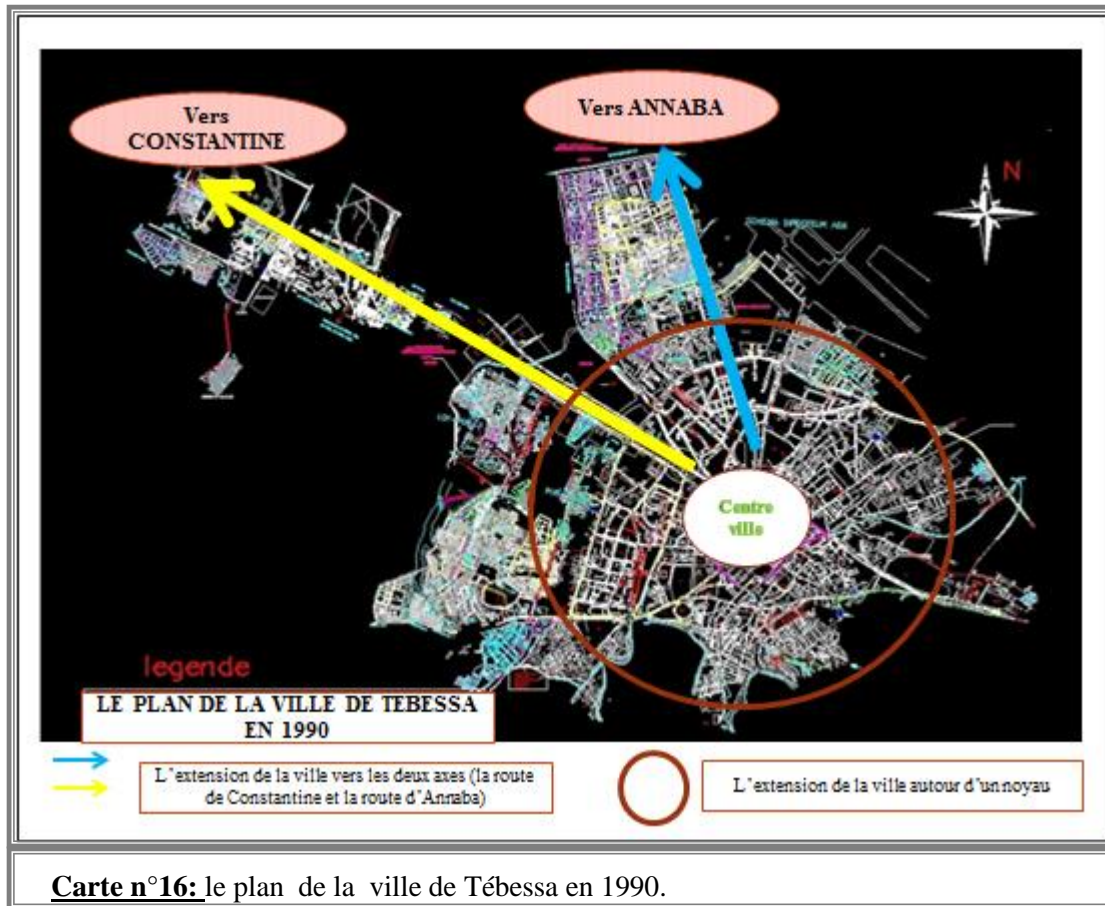 Vers
CONSTANTINE
Vers ANNABA
N
Centre
ville
legende
LE PLAN DE LA VILLE DE TEBESSA
EN 1990
L'extension de la ville vers les deux axes (la route
de Constantine et la route d'Annaba)
L'extension de la ville autour d'un noyau
Carte n°16: le plan de la ville de Tébessa en 1990.